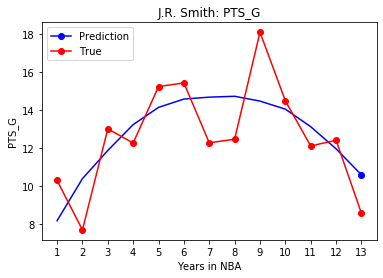 J.R. Smith: PTS_G
Prediction
True
18
16
14
12
10
8
PTS_G
1 2 3 4 5 6 7 8 9 10 11 12 13
Years in NBA